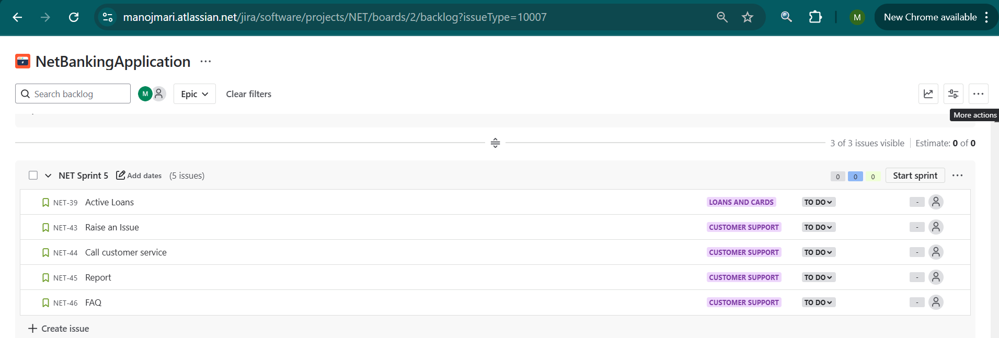 manojmari.atlassian.net/jira/software/projects/NET/boards/2/backlog?issueType=10007
M
New Chrome available
NetBankingApplication
Search backlog
M
Epic
Clear filters
More actions
3 of 3 issues visible
Estimate: 0 of 0
NET Sprint 5 Add dates (5 issues)
0 0 0 Start sprint
NET-39 Active Loans LOANS AND CARDS TO DO -
NET-43 Raise an Issue CUSTOMER SUPPORT TO DO -
NET-44 Call customer service CUSTOMER SUPPORT TO DO -
NET-45 Report CUSTOMER SUPPORT TO DO -
NET-46 FAQ CUSTOMER SUPPORT TO DO -
Create issue